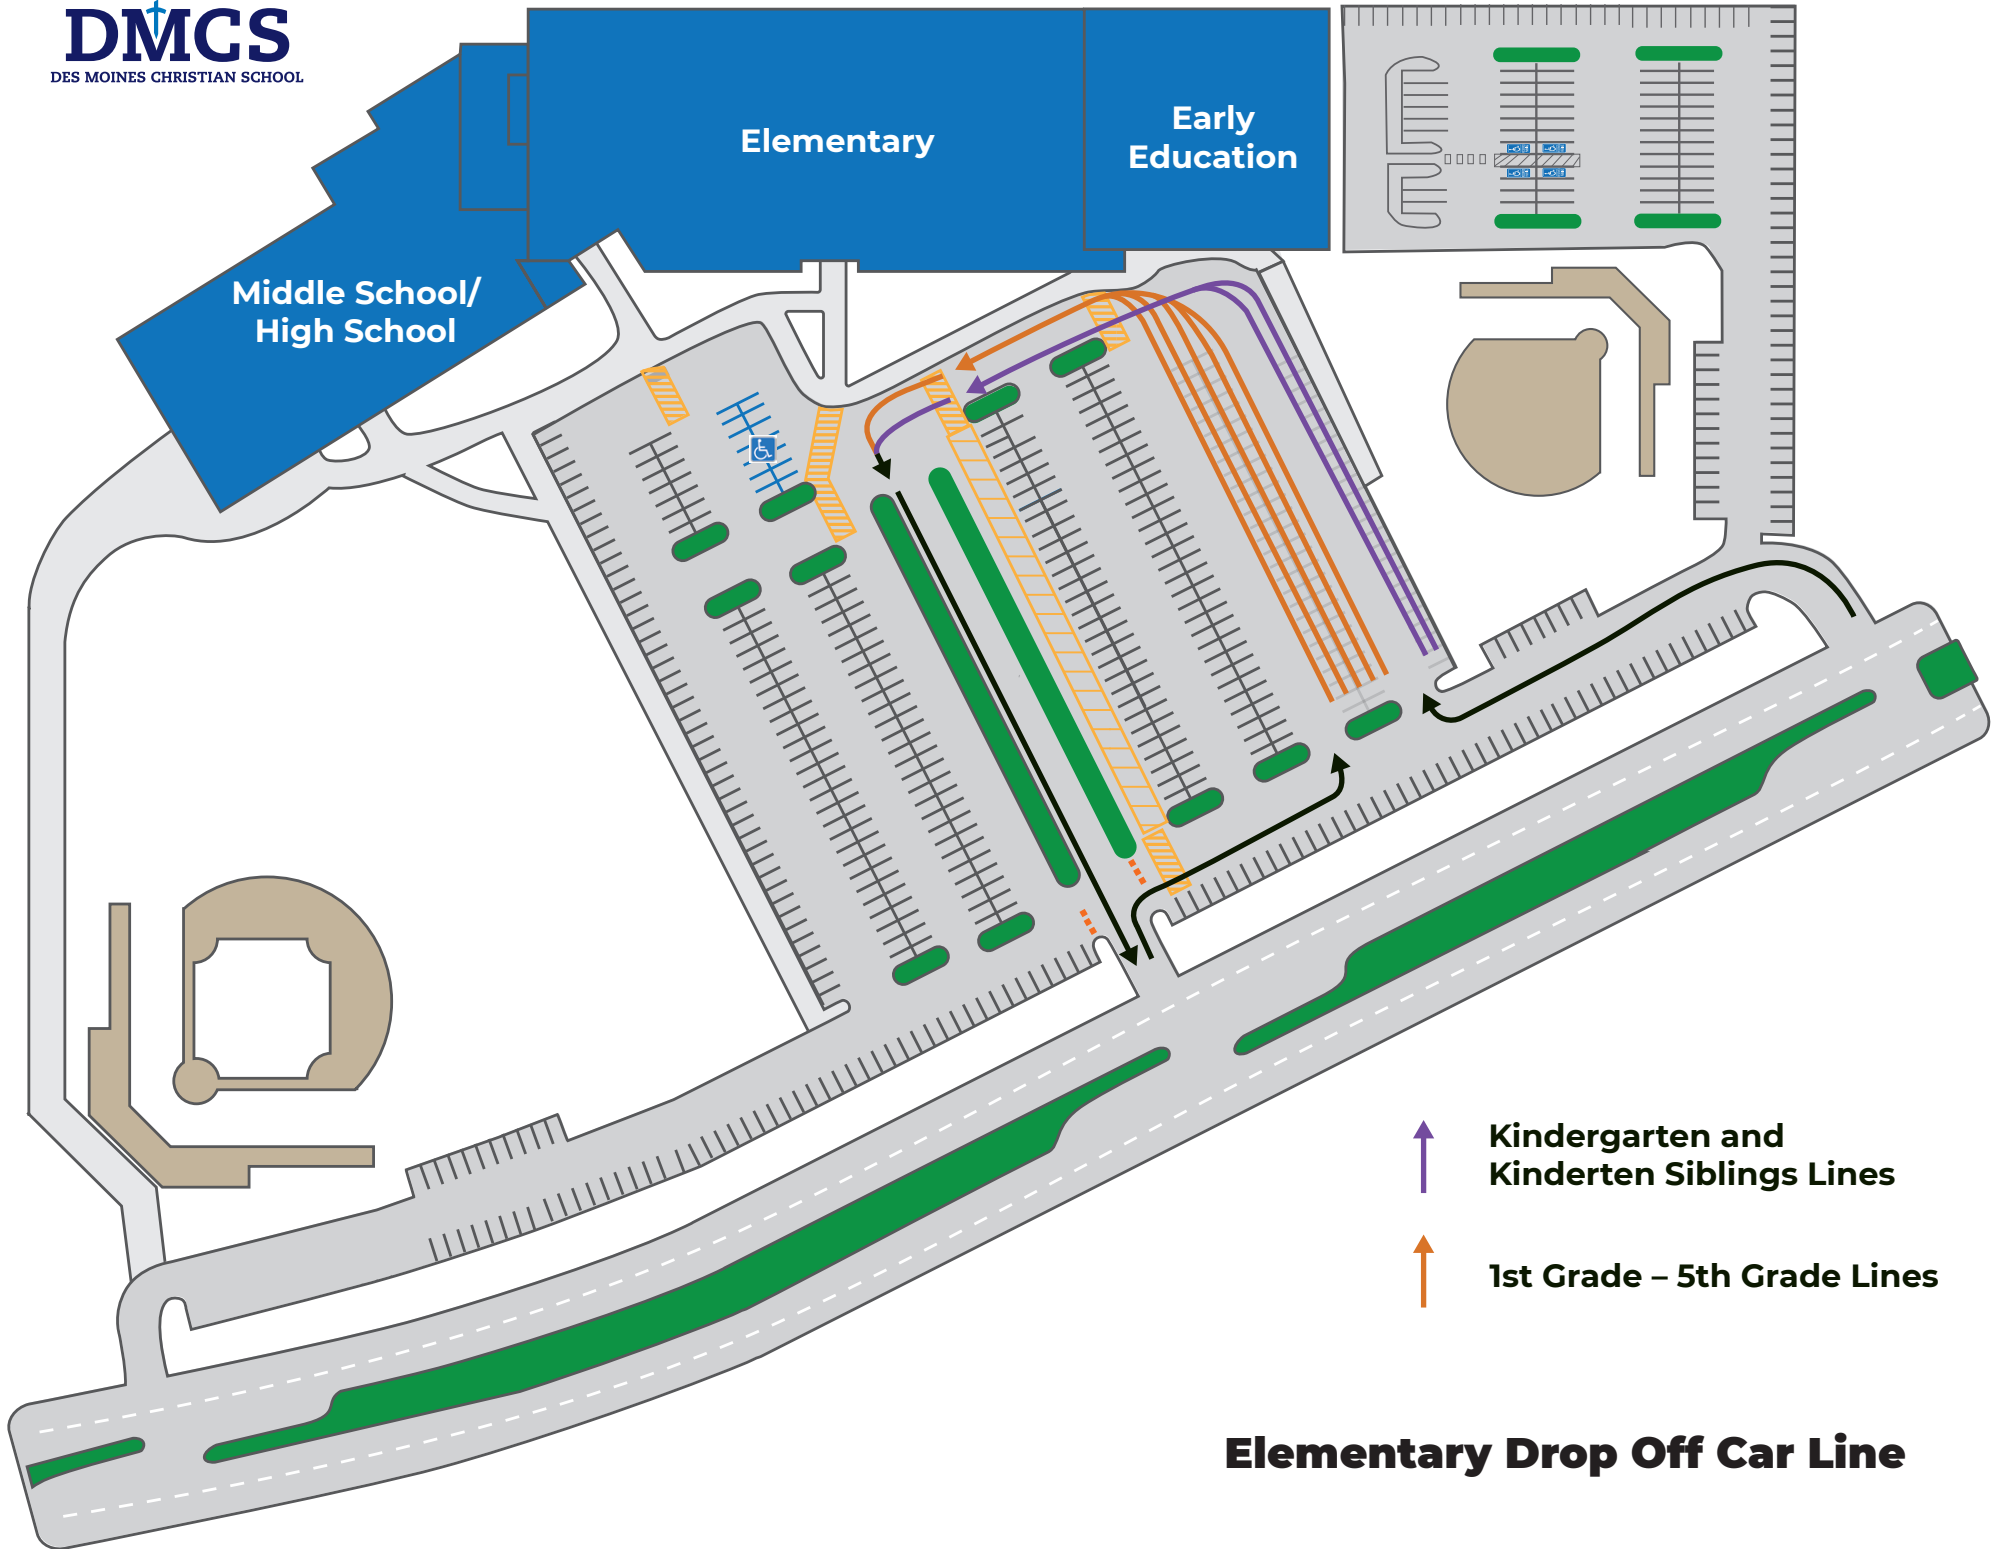 DMCS
DES MOINES CHRISTIAN SCHOOL
Elementary
Early
Education
Middle School/
High School
Kindergarten and
Kinderten Siblings Lines
1st Grade – 5th Grade Lines
Elementary Drop Off Car Line